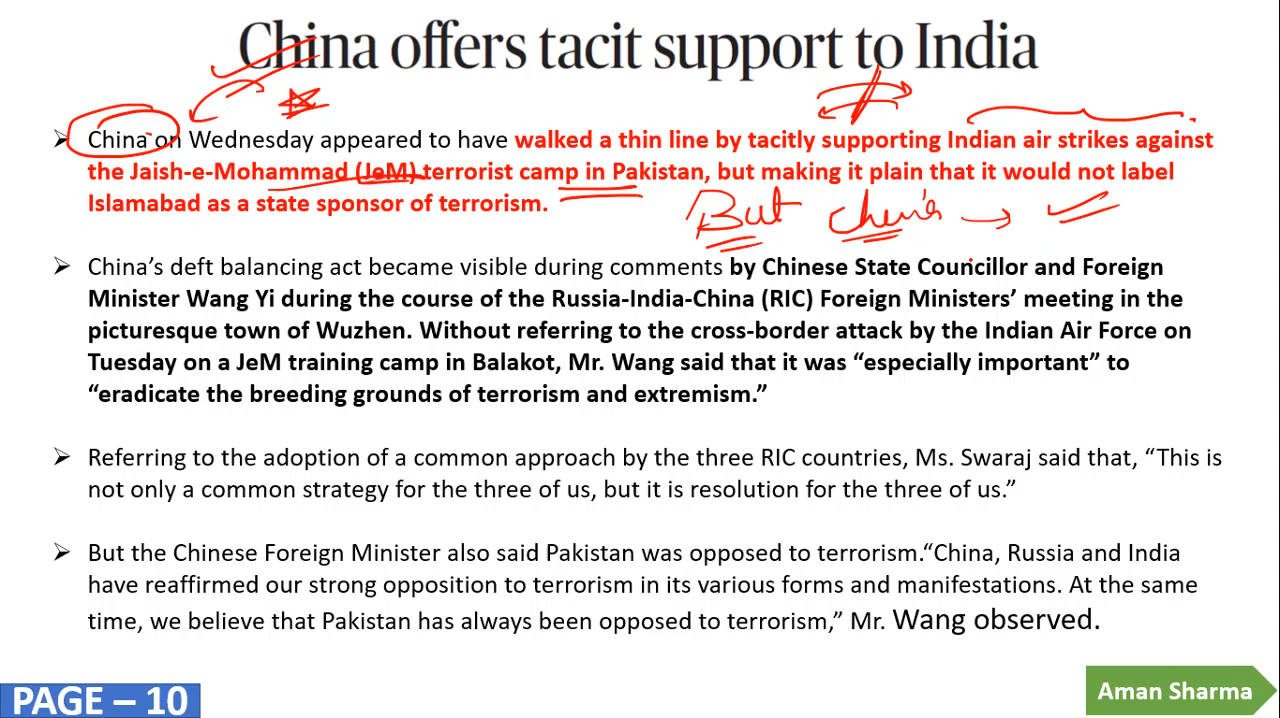 China offers tacit support to India
➢ China on Wednesday appeared to have walked a thin line by tacitly supporting Indian air strikes against
the Jaish-e-Mohammad (JeM) terrorist camp in Pakistan, but making it plain that it would not label
Islamabad as a state sponsor of terrorism.
But China →
➢ China’s deft balancing act became visible during comments by Chinese State Councillor and Foreign
Minister Wang Yi during the course of the Russia-India-China (RIC) Foreign Ministers’ meeting in the
picturesque town of Wuzhen. Without referring to the cross-border attack by the Indian Air Force on
Tuesday on a JeM training camp in Balakot, Mr. Wang said that it was “especially important” to
“eradicate the breeding grounds of terrorism and extremism.”
➢ Referring to the adoption of a common approach by the three RIC countries, Ms. Swaraj said that, “This is
not only a common strategy for the three of us, but it is resolution for the three of us.”
➢ But the Chinese Foreign Minister also said Pakistan was opposed to terrorism.“China, Russia and India
have reaffirmed our strong opposition to terrorism in its various forms and manifestations. At the same
time, we believe that Pakistan has always been opposed to terrorism,” Mr. Wang observed.
PAGE – 10
Aman Sharma